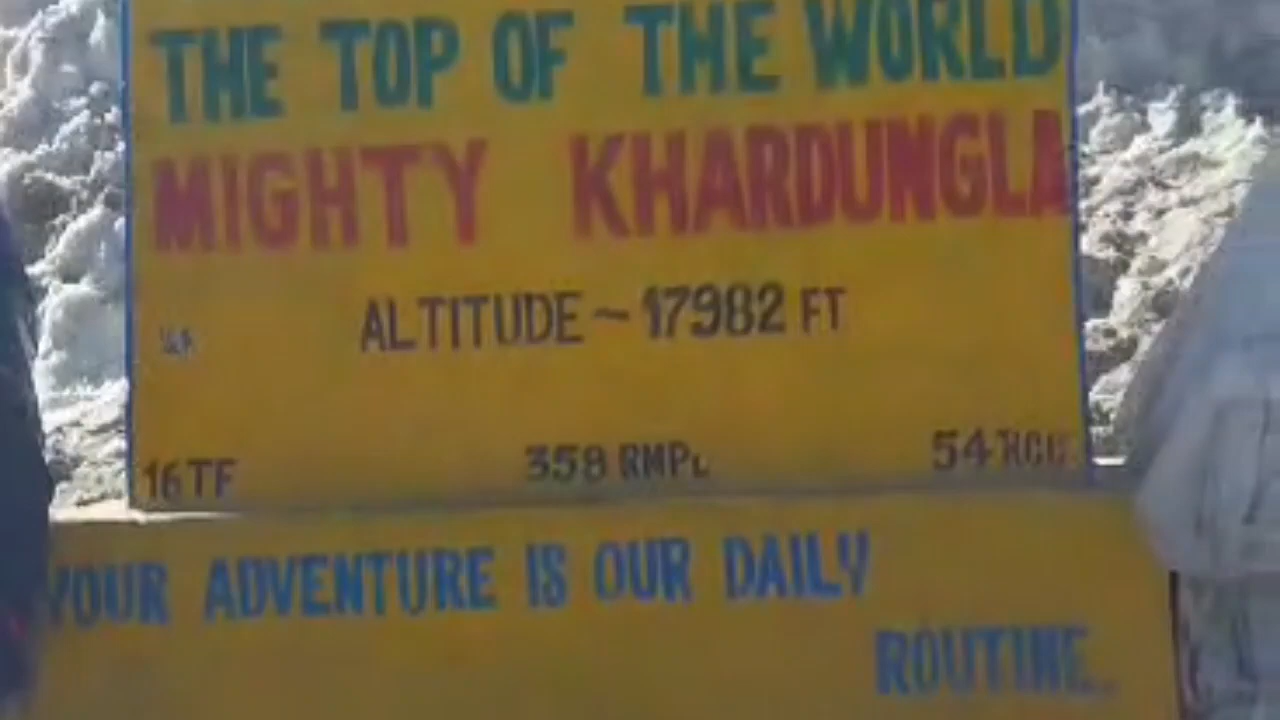 THE TOP OF THE WORLD
MIGHTY KHARDUNGLA
ALTITUDE ~ 17982 FT
16 TF 358 RMPL 54 RCC
YOUR ADVENTURE IS OUR DAILY
ROUTINE..